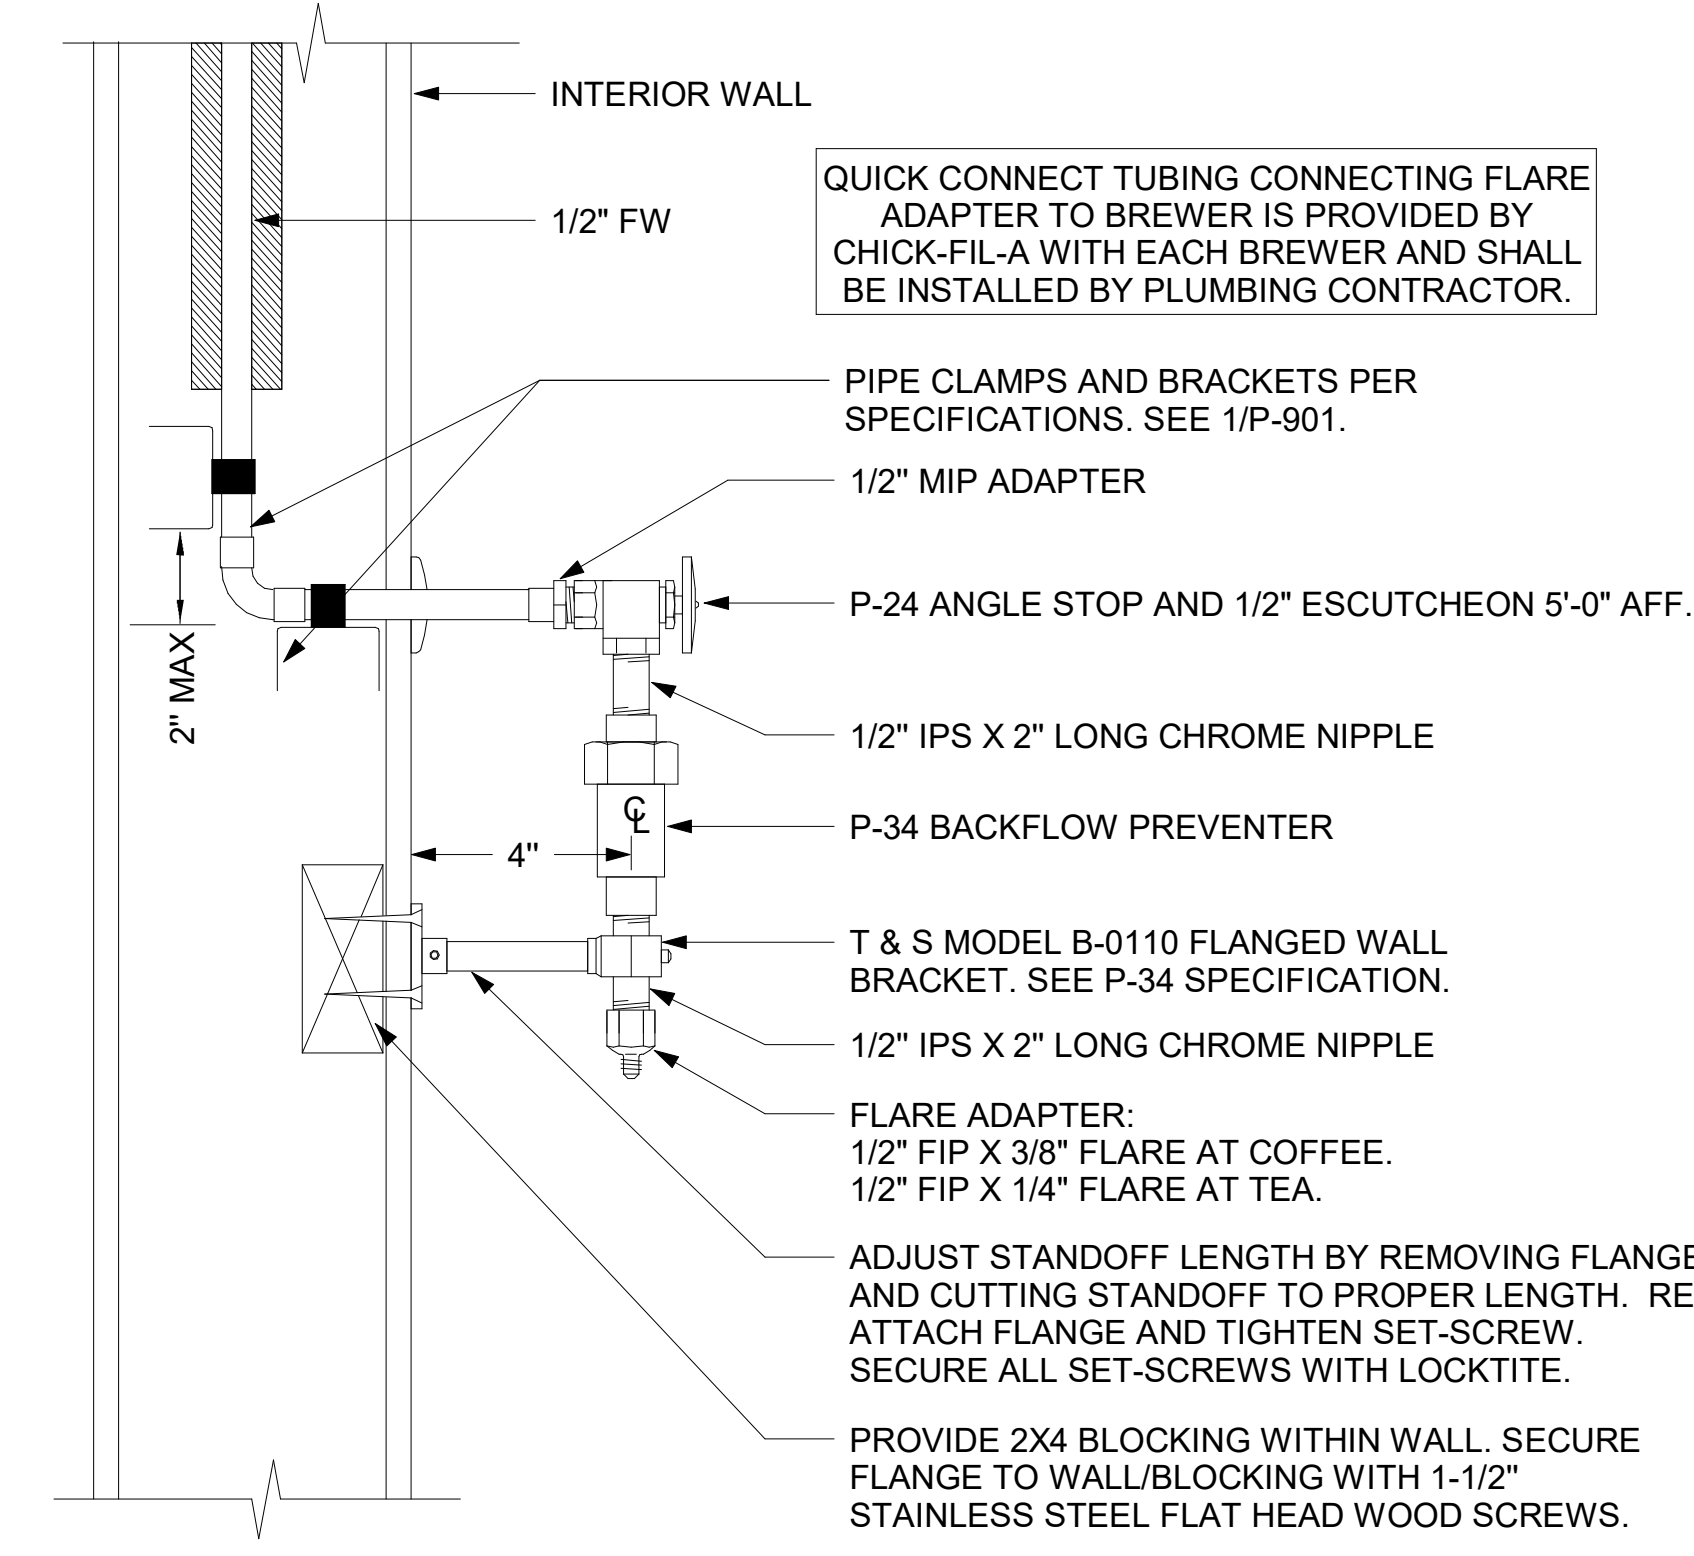 INTERIOR WALL
QUICK CONNECT TUBING CONNECTING FLARE
ADAPTER TO BREWER IS PROVIDED BY
CHICK-FIL-A WITH EACH BREWER AND SHALL
BE INSTALLED BY PLUMBING CONTRACTOR.
1/2" FW
PIPE CLAMPS AND BRACKETS PER
SPECIFICATIONS. SEE 1/P-901.
1/2" MIP ADAPTER
P-24 ANGLE STOP AND 1/2" ESCUTCHEON 5'-0" AFF.
2" MAX
1/2" IPS X 2" LONG CHROME NIPPLE
CL
P-34 BACKFLOW PREVENTER
4"
T & S MODEL B-0110 FLANGED WALL
BRACKET. SEE P-34 SPECIFICATION.
1/2" IPS X 2" LONG CHROME NIPPLE
FLARE ADAPTER:
1/2" FIP X 3/8" FLARE AT COFFEE.
1/2" FIP X 1/4" FLARE AT TEA.
ADJUST STANDOFF LENGTH BY REMOVING FLANGE
AND CUTTING STANDOFF TO PROPER LENGTH. RE
ATTACH FLANGE AND TIGHTEN SET-SCREW.
SECURE ALL SET-SCREWS WITH LOCKTITE.
PROVIDE 2X4 BLOCKING WITHIN WALL. SECURE
FLANGE TO WALL/BLOCKING WITH 1-1/2"
STAINLESS STEEL FLAT HEAD WOOD SCREWS.